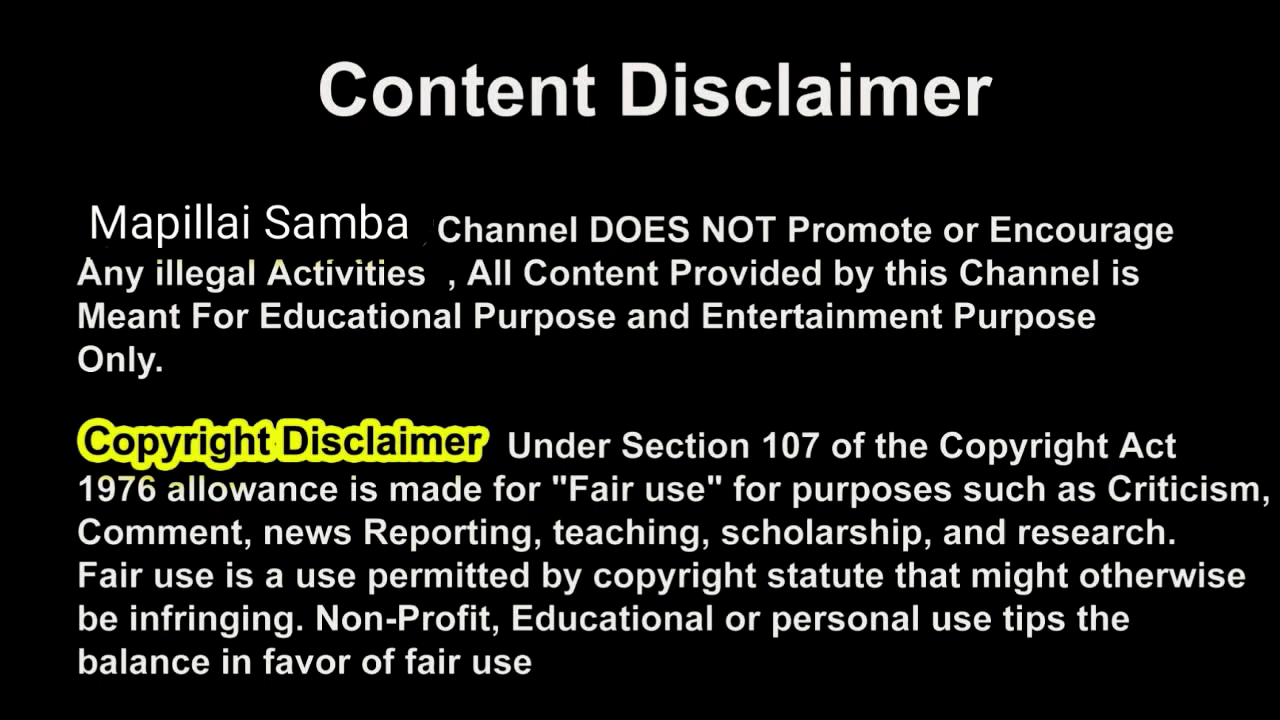 Content Disclaimer
Mapillai Samba Channel DOES NOT Promote or Encourage
Any illegal Activities , All Content Provided by this Channel is
Meant For Educational Purpose and Entertainment Purpose
Only.
Copyright Disclaimer Under Section 107 of the Copyright Act
1976 allowance is made for "Fair use" for purposes such as Criticism,
Comment, news Reporting, teaching, scholarship, and research.
Fair use is a use permitted by copyright statute that might otherwise
be infringing. Non-Profit, Educational or personal use tips the
balance in favor of fair use